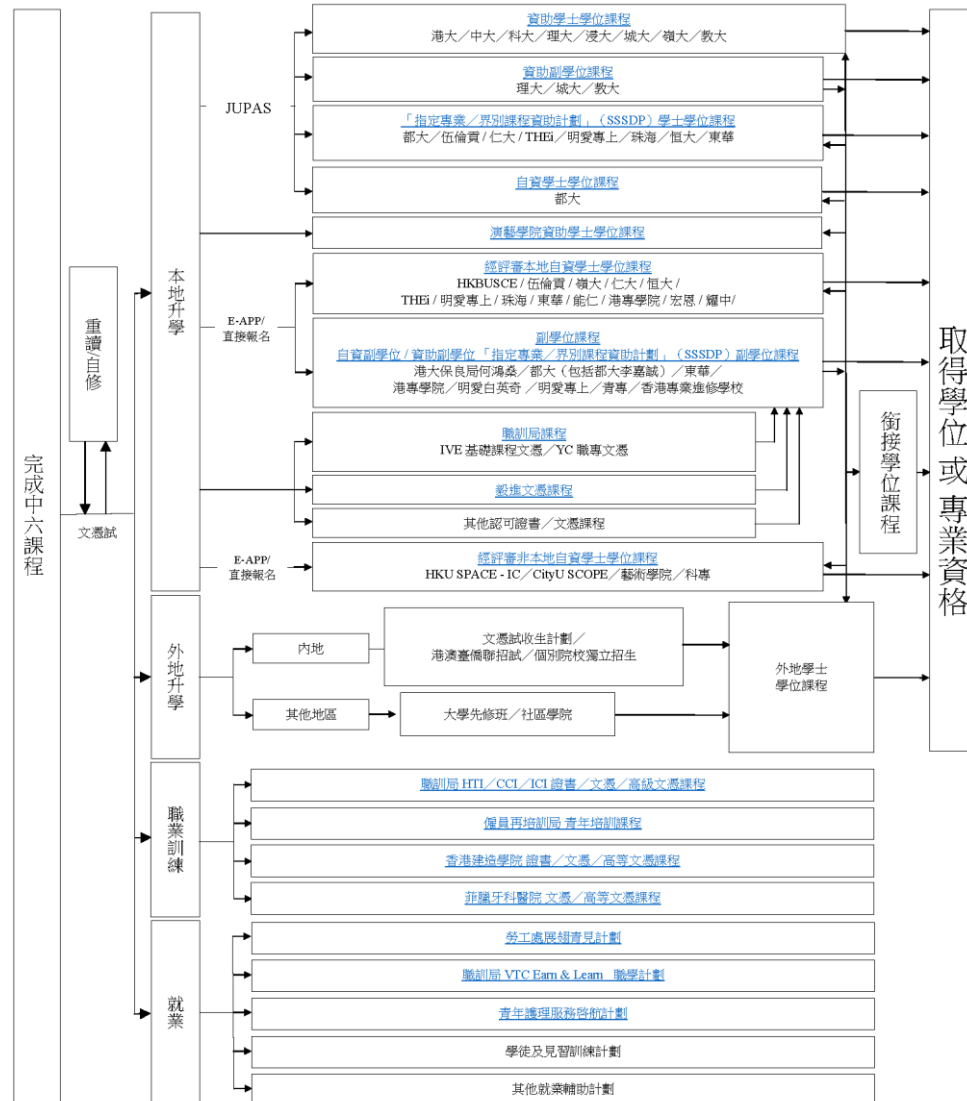 完成中六課程
文憑試
重讀/自修
本地升學
JUPAS
資助學士學位課程
港大／中大／科大／理大／浸大／城大／嶺大／教大
資助副學位課程
理大／城大／教大
「指定專業／界別課程資助計劃」（SSSDP）學士學位課程
都大／伍倫貢 / 仁大 / THEi／明愛專上／珠海／恒大／東華
自資學士學位課程
都大
演藝學院資助學士學位課程
E-APP/
直接報名
經評審本地自資學士學位課程
HKBUSCE / 伍倫貢 / 嶺大 / 仁大 / 恒大 /
THEi / 明愛專上 / 珠海 / 東華 / 能仁 / 港專學院 / 宏恩 / 耀中/
副學位課程
自資副學位 / 資助副學位 「指定專業／界別課程資助計劃」（SSSDP）副學位課程
港大保良局何鴻燊／都大（包括都大李嘉誠）／東華／
港專學院／明愛白英奇／明愛專上／青專／香港專業進修學校
職訓局課程
IVE 基礎課程文憑／YC 職專文憑
毅進文憑課程
其他認可證書／文憑課程
E-APP/
直接報名
經評審非本地自資學士學位課程
HKU SPACE - IC／CityU SCOPE／藝術學院／科專
銜接學位課程
取得學位或專業資格
外地升學
內地
文憑試收生計劃／
港澳臺僑聯招試／個別院校獨立招生
其他地區
大學先修班／社區學院
外地學士
學位課程
職業訓練
職訓局 HTI／CCI／ICI 證書／文憑／高級文憑課程
僱員再培訓局 青年培訓課程
香港建造學院 證書／文憑／高等文憑課程
菲臘牙科醫院 文憑／高等文憑課程
就業
勞工處展翅青見計劃
職訓局 VTC Earn & Learn 職學計劃
青年護理服務啓航計劃
學徒及見習訓練計劃
其他就業輔助計劃